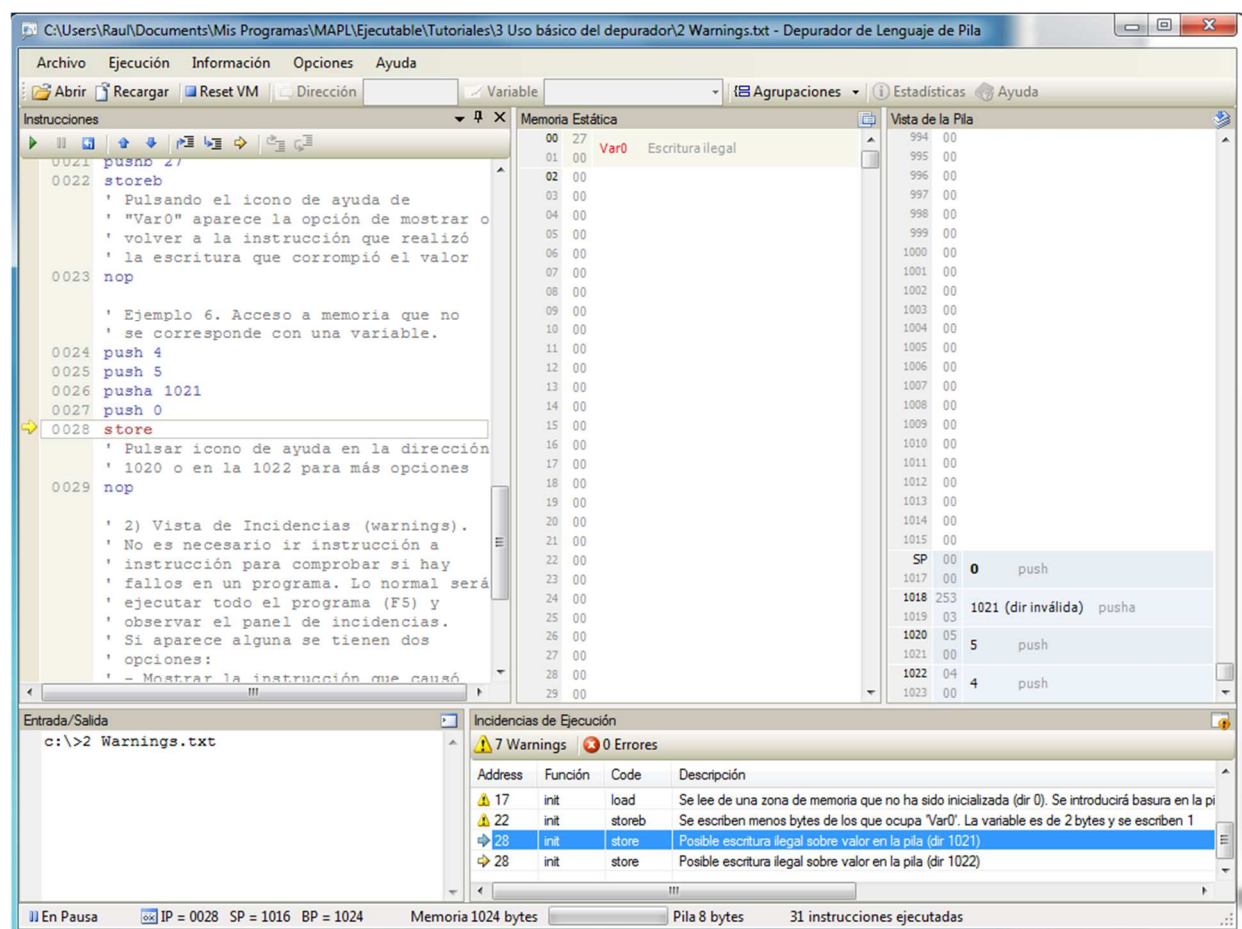 C:\Users\Raul\Documents\Mis Programas\MAPL\Ejecutable\Tutoriales\3 Uso básico del depurador\2 Warnings.txt - Depurador de Lenguaje de Pila
Archivo Ejecución Información Opciones Ayuda
Abrir Recargar Reset VM Dirección Variable Agrupaciones Estadísticas Ayuda
Instrucciones
0021 pushb 27
0022 storeb
' Pulsando el icono de ayuda de
' "Var0" aparece la opción de mostrar o
' volver a la instrucción que realizó
' la escritura que corrompió el valor
0023 nop
' Ejemplo 6. Acceso a memoria que no
' se corresponde con una variable.
0024 push 4
0025 push 5
0026 pusha 1021
0027 push 0
0028 store
' Pulsar icono de ayuda en la dirección
' 1020 o en la 1022 para más opciones
0029 nop
' 2) Vista de Incidencias (warnings).
' No es necesario ir instrucción a
' instrucción para comprobar si hay
' fallos en un programa. Lo normal será
' ejecutar todo el programa (F5) y
' observar el panel de incidencias.
' Si aparece alguna se tienen dos
' opciones:
' - Mostrar la instrucción que causó
Memoria Estática
00 27
Var0 Escritura ilegal
01 00
02 00
03 00
04 00
05 00
06 00
07 00
08 00
09 00
10 00
11 00
12 00
13 00
14 00
15 00
16 00
17 00
18 00
19 00
20 00
21 00
22 00
23 00
24 00
25 00
26 00
27 00
28 00
29 00
Vista de la Pila
994 00
995 00
996 00
997 00
998 00
999 00
1000 00
1001 00
1002 00
1003 00
1004 00
1005 00
1006 00
1007 00
1008 00
1009 00
1010 00
1011 00
1012 00
1013 00
1014 00
1015 00
SP 00
0 push
1017 00
1018 253
1021 (dir inválida) pusha
1019 03
1020 05
5 push
1021 00
1022 04
4 push
1023 00
Entrada/Salida
c:\>2 Warnings.txt
Incidencias de Ejecución
7 Warnings 0 Errores
Address Función Code Descripción
17 init load Se lee de una zona de memoria que no ha sido inicializada (dir 0). Se introducirá basura en la pi
22 init storeb Se escriben menos bytes de los que ocupa 'Var0'. La variable es de 2 bytes y se escriben 1
28 init store Posible escritura ilegal sobre valor en la pila (dir 1021)
28 init store Posible escritura ilegal sobre valor en la pila (dir 1022)
En Pausa IP = 0028 SP = 1016 BP = 1024 Memoria 1024 bytes Pila 8 bytes 31 instrucciones ejecutadas